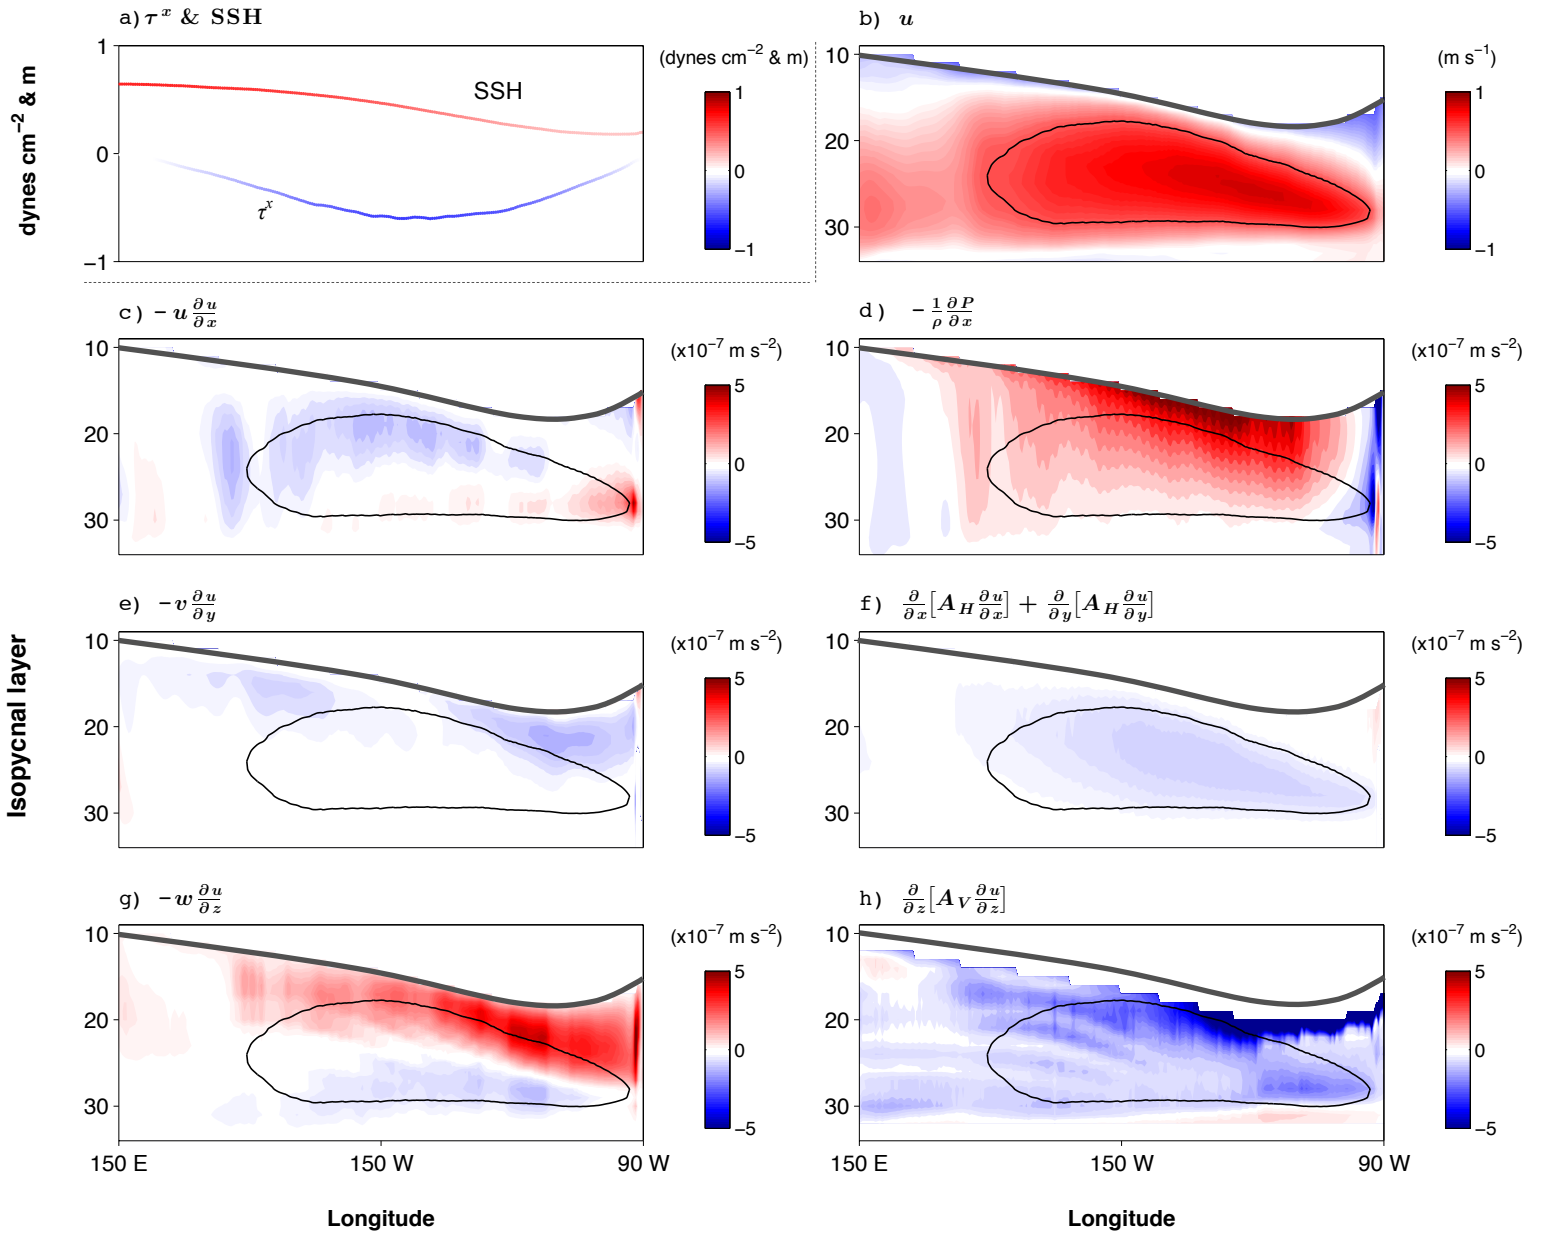 a) τ^x & SSH
(dynes cm−2 & m)
dynes cm−2 & m
1
0
−1
SSH
τ^x
1
0
−1
b) u
(m s−1)
10
20
30
1
0
−1
c) − u ∂u/∂x
(x10−7 m s−2)
10
20
30
5
0
−5
d) − 1/ρ ∂P/∂x
(x10−7 m s−2)
10
20
30
5
0
−5
e) − v ∂u/∂y
(x10−7 m s−2)
10
20
30
5
0
−5
f) ∂/∂x[A_H ∂u/∂x] + ∂/∂y[A_H ∂u/∂y]
(x10−7 m s−2)
10
20
30
5
0
−5
Isopycnal layer
g) − w ∂u/∂z
(x10−7 m s−2)
10
20
30
5
0
−5
150 E
150 W
90 W
Longitude
h) ∂/∂z[A_V ∂u/∂z]
(x10−7 m s−2)
10
20
30
5
0
−5
150 E
150 W
90 W
Longitude